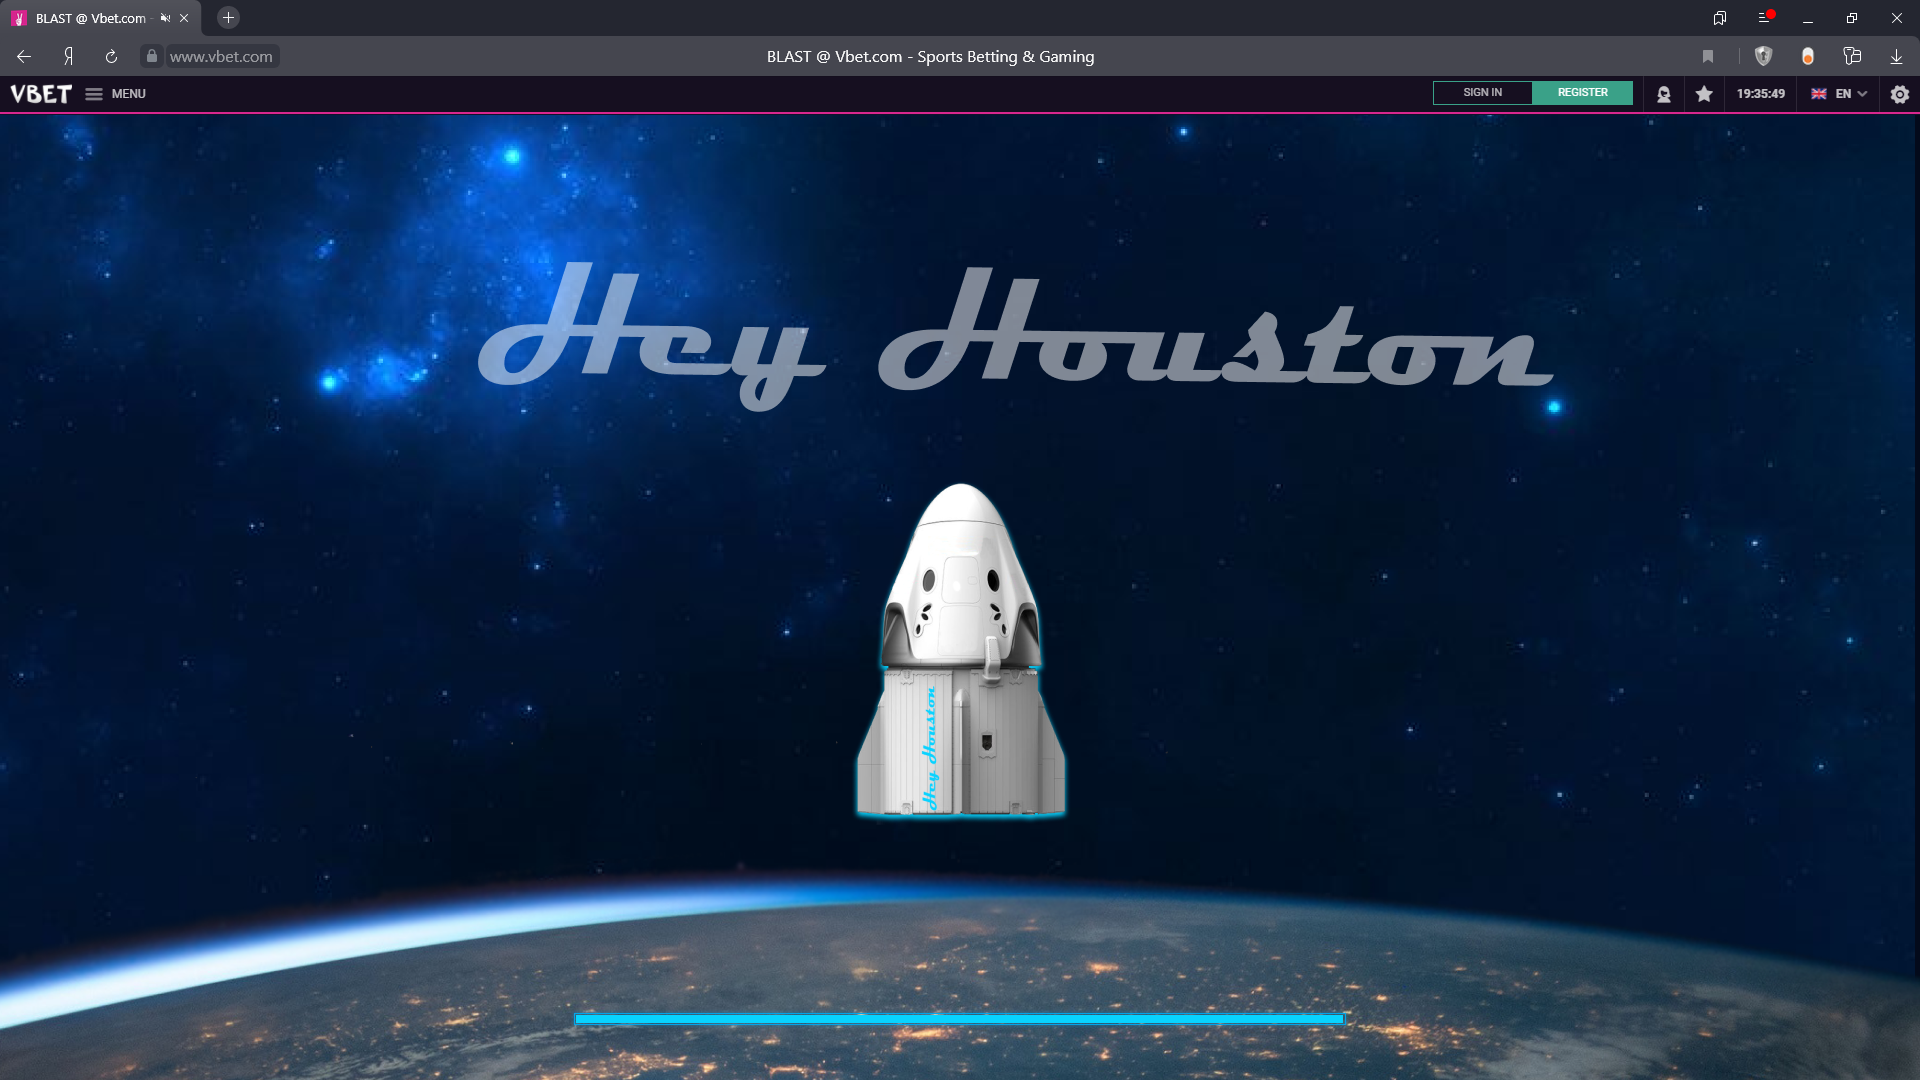 BLAST @ Vbet.com -
www.vbet.com
BLAST @ Vbet.com - Sports Betting & Gaming
VBET
MENU
SIGN IN
REGISTER
19:35:49
EN
Hey Houston
Hey Houston